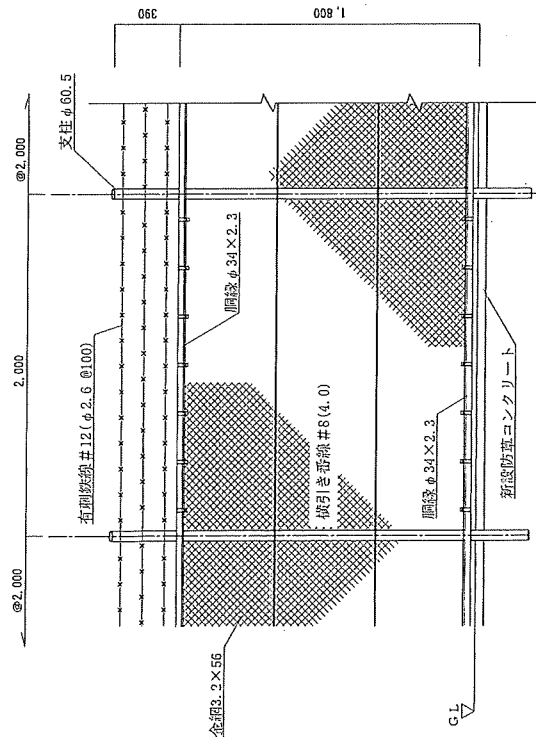 @2,000
2,000
@2,000
390
1,800
支柱φ60.5
有刺鉄線#12(φ2.6 @100)
胴縁φ34×2.3
横引き番線#8(4.0)
金網3.2×56
胴縁φ34×2.3
新設防草コンクリート
GL